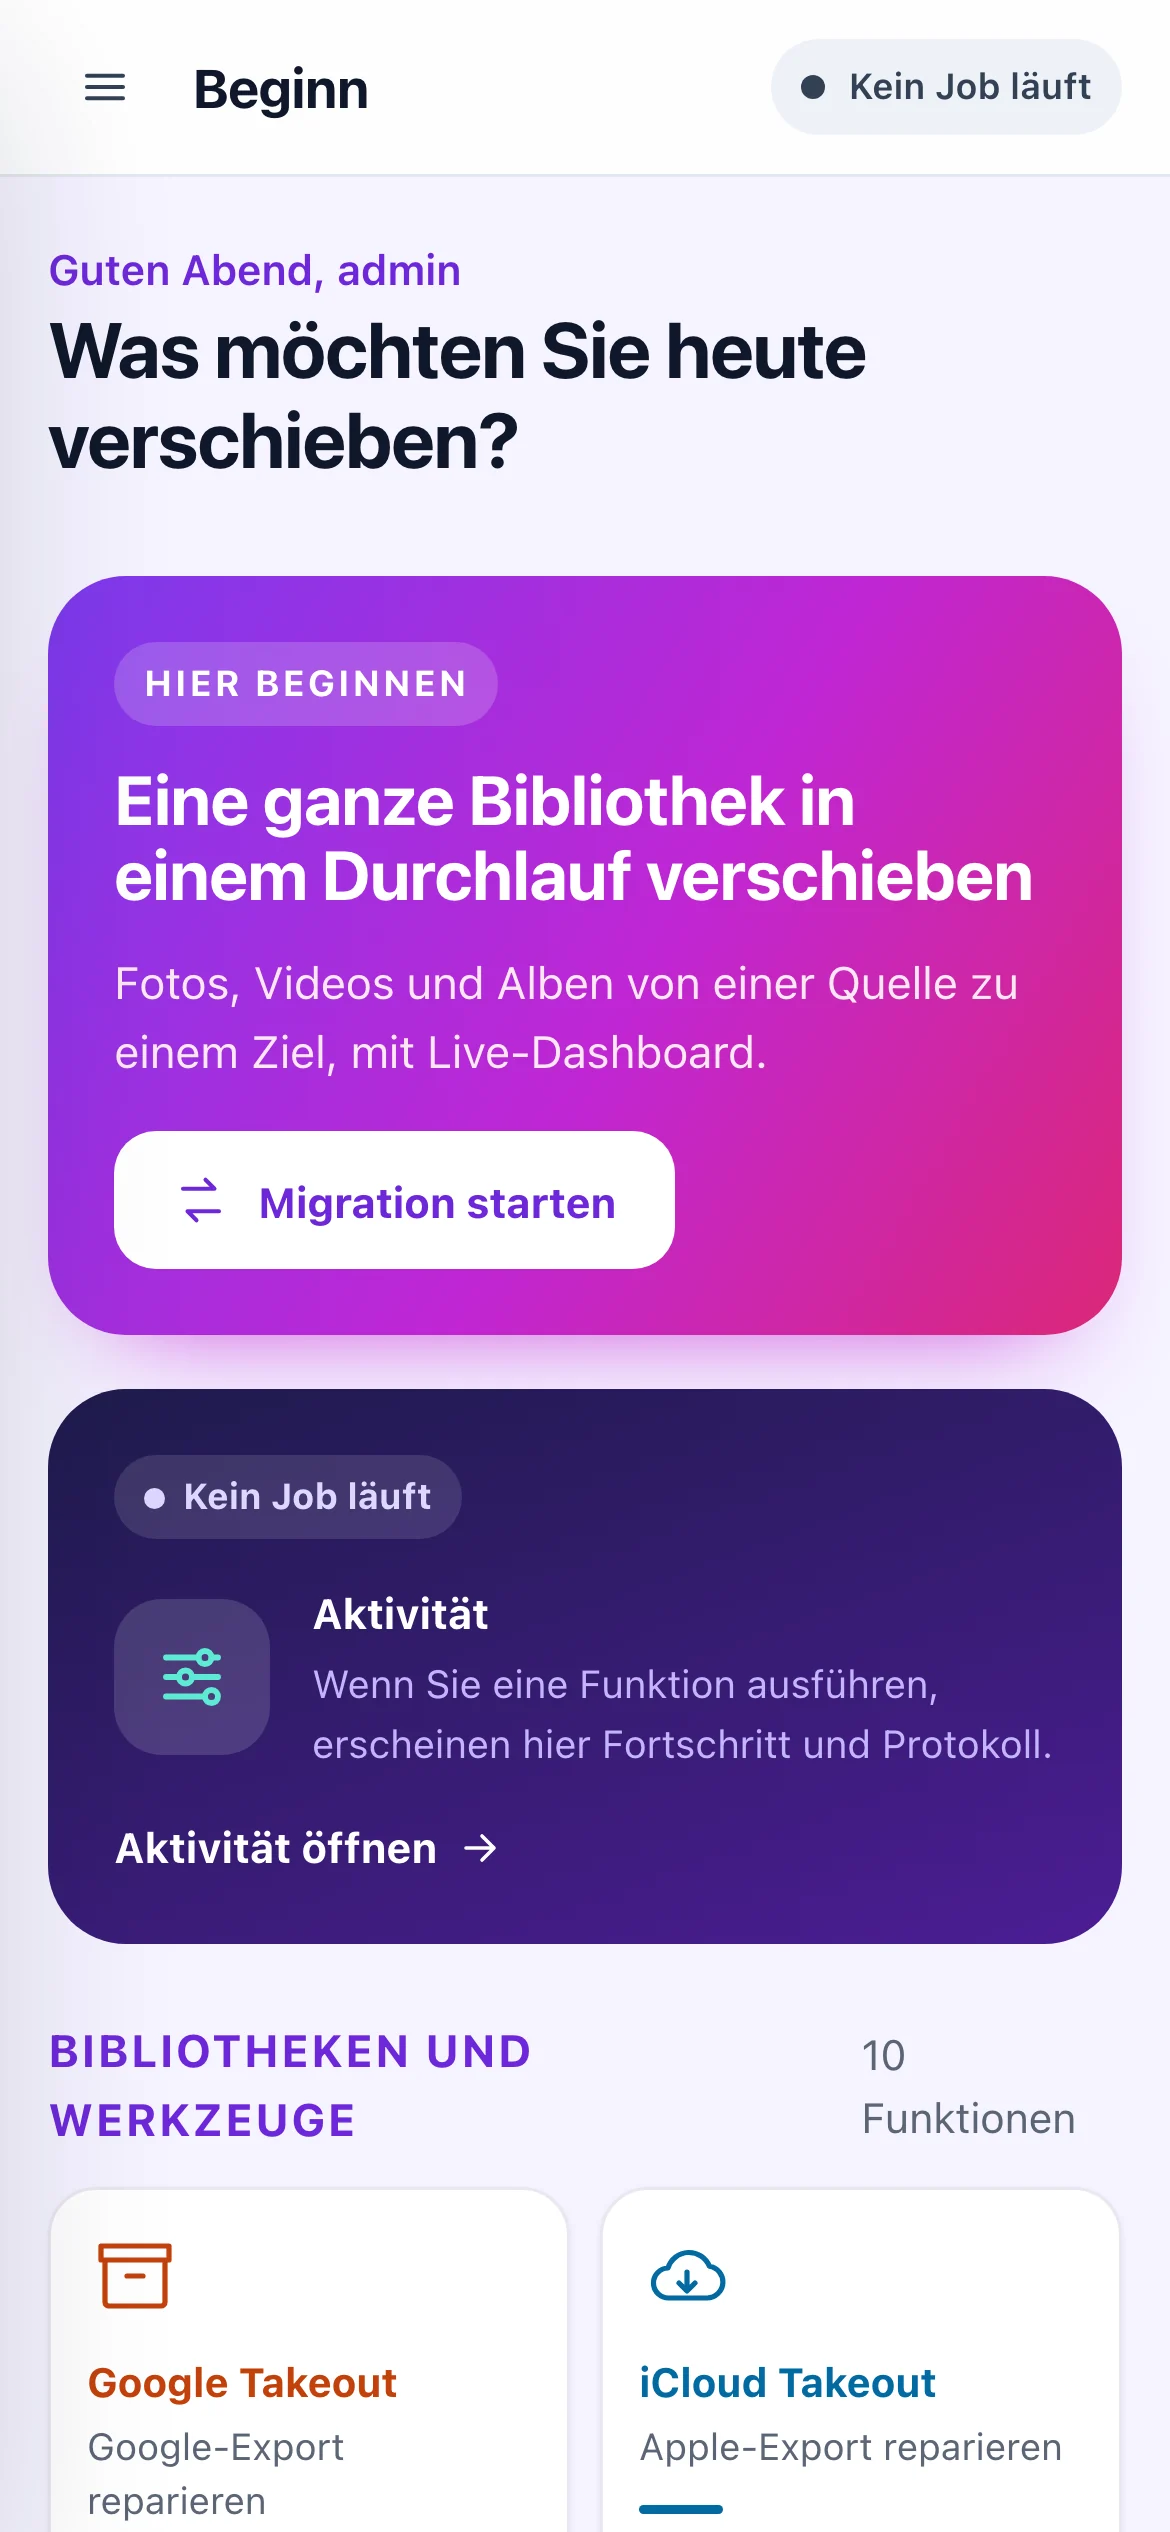 Beginn
Kein Job läuft
Guten Abend, admin
Was möchten Sie heute
verschieben?
HIER BEGINNEN
Eine ganze Bibliothek in
einem Durchlauf verschieben
Fotos, Videos und Alben von einer Quelle zu
einem Ziel, mit Live-Dashboard.
Migration starten
Kein Job läuft
Aktivität
Wenn Sie eine Funktion ausführen,
erscheinen hier Fortschritt und Protokoll.
Aktivität öffnen
BIBLIOTHEKEN UND
WERKZEUGE
10
Funktionen
Google Takeout
Google-Export
reparieren
iCloud Takeout
Apple-Export reparieren